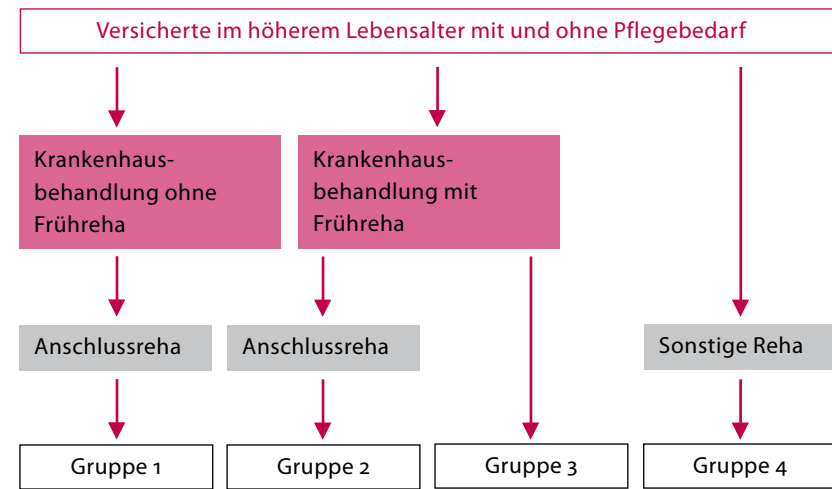 Versicherte im höherem Lebensalter mit und ohne Pflegebedarf
Krankenhaus-
behandlung ohne
Frühreha
Krankenhaus-
behandlung mit
Frühreha
Anschlussreha
Anschlussreha
Sonstige Reha
Gruppe 1
Gruppe 2
Gruppe 3
Gruppe 4